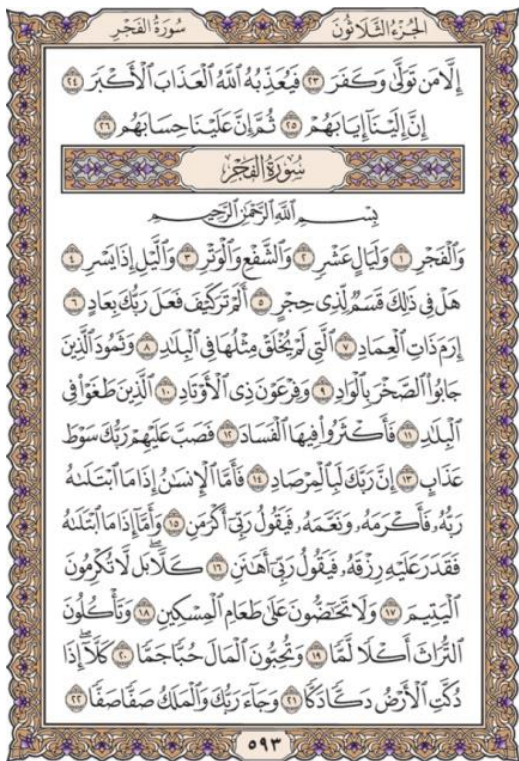 الجُزْءُ الثَّلَاثُونَ
سُورَةُ الفَجْرِ
إِلَّا مَن تَوَلَّىٰ وَكَفَرَ ٢٣ فَيُعَذِّبُهُ ٱللَّهُ ٱلْعَذَابَ ٱلْأَكْبَرَ ٢٤
إِنَّ إِلَيْنَآ إِيَابَهُمْ ٢٥ ثُمَّ إِنَّ عَلَيْنَا حِسَابَهُم ٢٦
سُورَةُ الفَجْرِ
بِسْمِ ٱللَّهِ ٱلرَّحْمَٰنِ ٱلرَّحِيمِ
وَٱلْفَجْرِ ١ وَلَيَالٍ عَشْرٍ ٢ وَٱلشَّفْعِ وَٱلْوَتْرِ ٣ وَٱلَّيْلِ إِذَا يَسْرِ ٤
هَلْ فِى ذَٰلِكَ قَسَمٌ لِّذِى حِجْرٍ ٥ أَلَمْ تَرَ كَيْفَ فَعَلَ رَبُّكَ بِعَادٍ ٦
إِرَمَ ذَاتِ ٱلْعِمَادِ ٧ ٱلَّتِى لَمْ يُخْلَقْ مِثْلُهَا فِى ٱلْبِلَٰدِ ٨ وَثَمُودَ ٱلَّذِينَ
جَابُوا۟ ٱلصَّخْرَ بِٱلْوَادِ ٩ وَفِرْعَوْنَ ذِى ٱلْأَوْتَادِ ١٠ ٱلَّذِينَ طَغَوْا۟ فِى
ٱلْبِلَٰدِ ١١ فَأَكْثَرُوا۟ فِيهَا ٱلْفَسَادَ ١٢ فَصَبَّ عَلَيْهِمْ رَبُّكَ سَوْطَ
عَذَابٍ ١٣ إِنَّ رَبَّكَ لَبِٱلْمِرْصَادِ ١٤ فَأَمَّا ٱلْإِنسَٰنُ إِذَا مَا ٱبْتَلَىٰهُ
رَبُّهُۥ فَأَكْرَمَهُۥ وَنَعَّمَهُۥ فَيَقُولُ رَبِّىٓ أَكْرَمَنِ ١٥ وَأَمَّآ إِذَا مَا ٱبْتَلَىٰهُ
فَقَدَرَ عَلَيْهِ رِزْقَهُۥ فَيَقُولُ رَبِّىٓ أَهَٰنَنِ ١٦ كَلَّا ۖ بَل لَّا تُكْرِمُونَ
ٱلْيَتِيمَ ١٧ وَلَا تَحَٰٓضُّونَ عَلَىٰ طَعَامِ ٱلْمِسْكِينِ ١٨ وَتَأْكُلُونَ
ٱلتُّرَاثَ أَكْلًا لَّمًّا ١٩ وَتُحِبُّونَ ٱلْمَالَ حُبًّا جَمًّا ٢٠ كَلَّآ ۖ إِذَا
دُكَّتِ ٱلْأَرْضُ دَكًّا دَكًّا ٢١ وَجَآءَ رَبُّكَ وَٱلْمَلَكُ صَفًّا صَفًّا ٢٢
٥٩٣